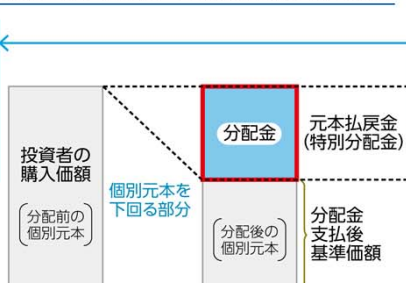 分配金
元本払戻金
(特別分配金)
投資者の
購入価額
個別元本を
下回る部分
分配前の
個別元本
分配後の
個別元本
分配金
支払後
基準価額